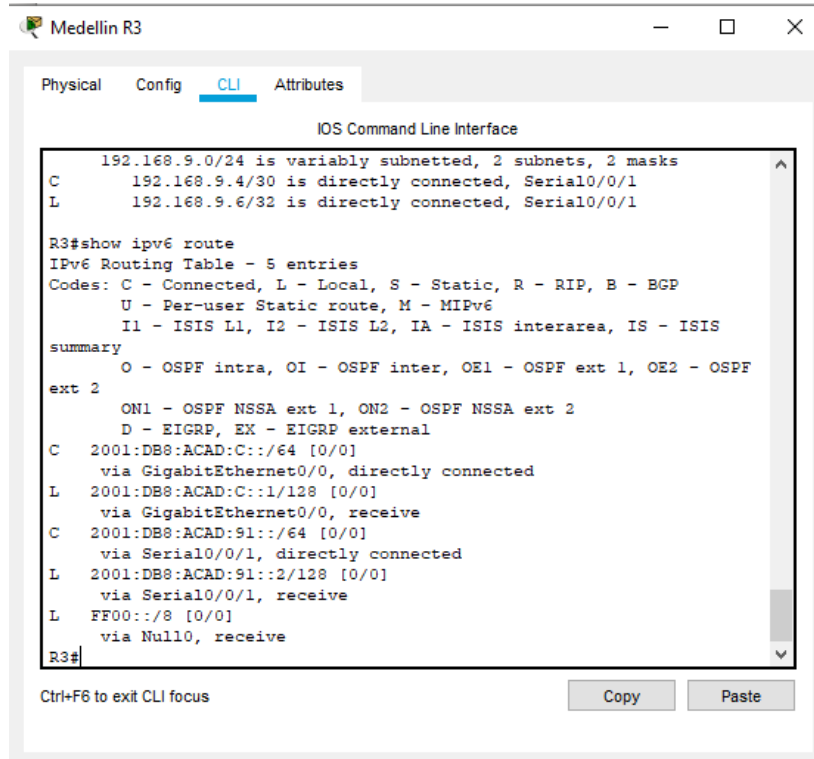 Medellin R3
Physical Config CLI Attributes
IOS Command Line Interface
192.168.9.0/24 is variably subnetted, 2 subnets, 2 masks
C 192.168.9.4/30 is directly connected, Serial0/0/1
L 192.168.9.6/32 is directly connected, Serial0/0/1
R3#show ipv6 route
IPv6 Routing Table - 5 entries
Codes: C - Connected, L - Local, S - Static, R - RIP, B - BGP
U - Per-user Static route, M - MIPv6
I1 - ISIS L1, I2 - ISIS L2, IA - ISIS interarea, IS - ISIS
summary
O - OSPF intra, OI - OSPF inter, OE1 - OSPF ext 1, OE2 - OSPF
ext 2
ON1 - OSPF NSSA ext 1, ON2 - OSPF NSSA ext 2
D - EIGRP, EX - EIGRP external
C 2001:DB8:ACAD:C::/64 [0/0]
via GigabitEthernet0/0, directly connected
L 2001:DB8:ACAD:C::1/128 [0/0]
via GigabitEthernet0/0, receive
C 2001:DB8:ACAD:91::/64 [0/0]
via Serial0/0/1, directly connected
L 2001:DB8:ACAD:91::2/128 [0/0]
via Serial0/0/1, receive
L FF00::/8 [0/0]
via Null0, receive
R3#
Ctrl+F6 to exit CLI focus
Copy Paste